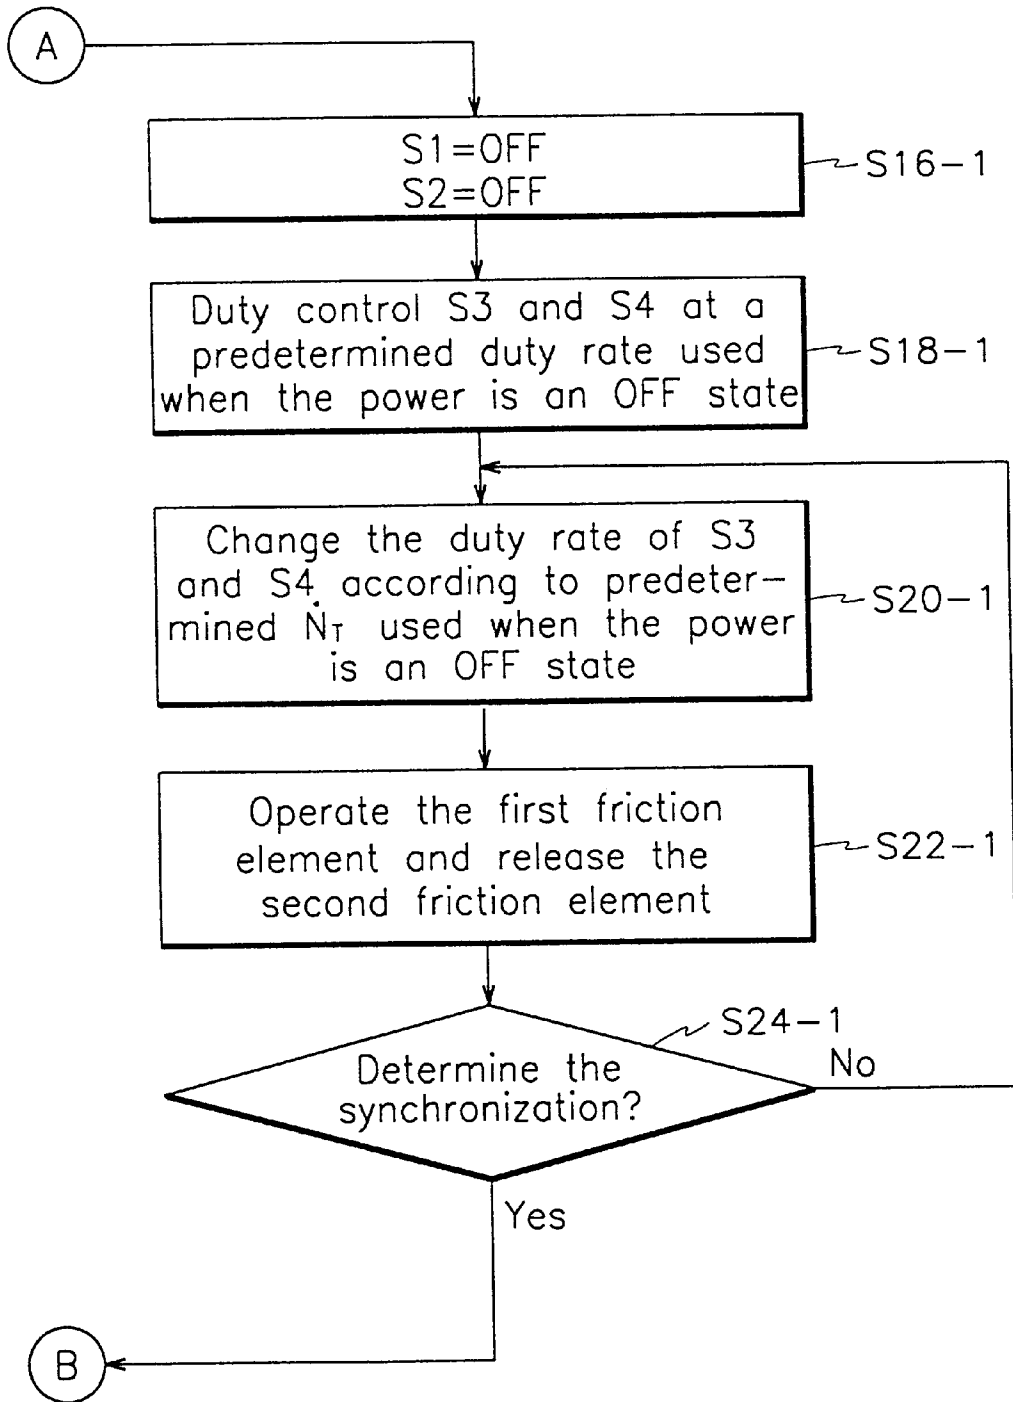 A
S1=OFF
S2=OFF
S16-1
Duty control S3 and S4 at a
predetermined duty rate used
when the power is an OFF state
S18-1
Change the duty rate of S3
and S4 according to predeter-
mined ṄT used when the power
is an OFF state
S20-1
Operate the first friction
element and release the
second friction element
S22-1
S24-1
Determine the
synchronization?
No
Yes
B